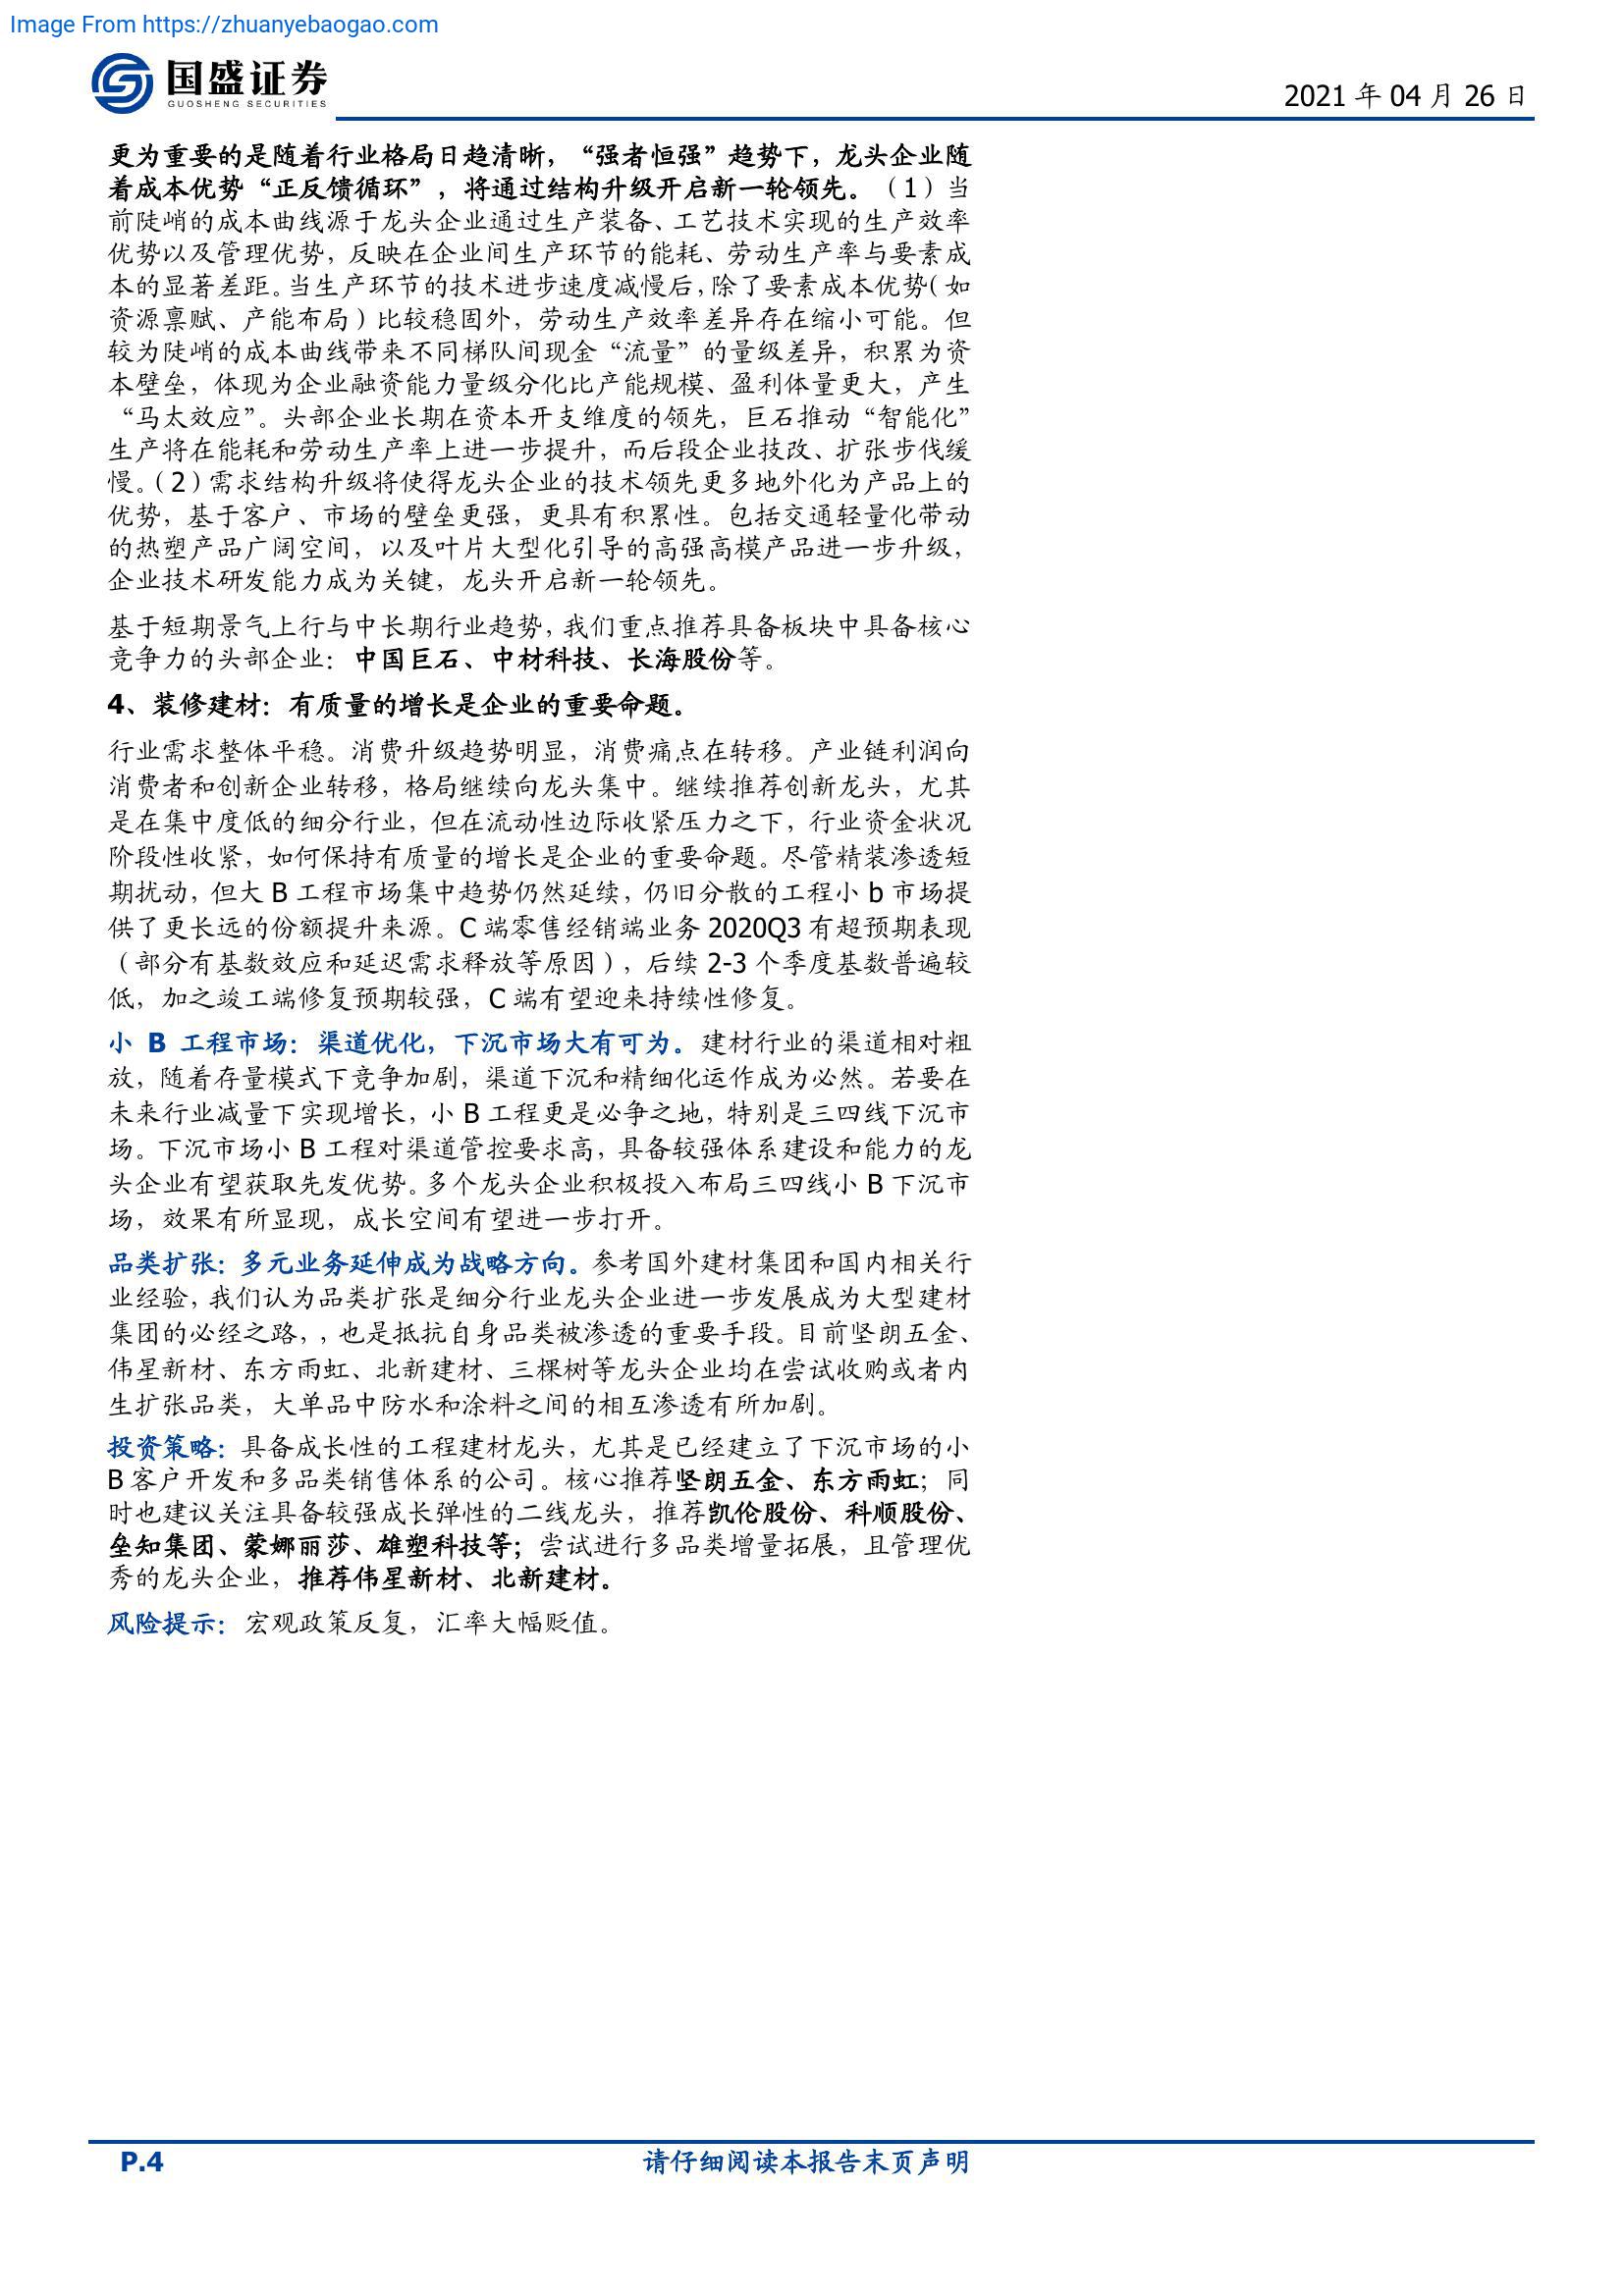 Image From https://zhuanyebaogao.com
国盛证券
GUOSHENG SECURITIES
2021 年 04 月 26 日
更为重要的是随着行业格局日趋清晰，“强者恒强”趋势下，龙头企业随
着成本优势“正反馈循环”，将通过结构升级开启新一轮领先。（1）当
前陡峭的成本曲线源于龙头企业通过生产装备、工艺技术实现的生产效率
优势以及管理优势，反映在企业间生产环节的能耗、劳动生产率与要素成
本的显著差距。当生产环节的技术进步速度减慢后，除了要素成本优势（如
资源禀赋、产能布局）比较稳固外，劳动生产效率差异存在缩小可能。但
较为陡峭的成本曲线带来不同梯队间现金“流量”的量级差异，积累为资
本壁垒，体现为企业融资能力量级分化比产能规模、盈利体量更大，产生
“马太效应”。头部企业长期在资本开支维度的领先，巨石推动“智能化”
生产将在能耗和劳动生产率上进一步提升，而后段企业技改、扩张步伐缓
慢。（2）需求结构升级将使得龙头企业的技术领先更多地外化为产品上的
优势，基于客户、市场的壁垒更强，更具有积累性。包括交通轻量化带动
的热塑产品广阔空间，以及叶片大型化引导的高强高模产品进一步升级，
企业技术研发能力成为关键，龙头开启新一轮领先。
基于短期景气上行与中长期行业趋势，我们重点推荐具备板块中具备核心
竞争力的头部企业：中国巨石、中材科技、长海股份等。
4、装修建材：有质量的增长是企业的重要命题。
行业需求整体平稳。消费升级趋势明显，消费痛点在转移。产业链利润向
消费者和创新企业转移，格局继续向龙头集中。继续推荐创新龙头，尤其
是在集中度低的细分行业，但在流动性边际收紧压力之下，行业资金状况
阶段性收紧，如何保持有质量的增长是企业的重要命题。尽管精装渗透短
期扰动，但大 B 工程市场集中趋势仍然延续，仍旧分散的工程小 b 市场提
供了更长远的份额提升来源。C 端零售经销端业务 2020Q3 有超预期表现
（部分有基数效应和延迟需求释放等原因），后续 2-3 个季度基数普遍较
低，加之竣工端修复预期较强，C 端有望迎来持续性修复。
小 B 工程市场：渠道优化，下沉市场大有可为。建材行业的渠道相对粗
放，随着存量模式下竞争加剧，渠道下沉和精细化运作成为必然。若要在
未来行业减量下实现增长，小 B 工程更是必争之地，特别是三四线下沉市
场。下沉市场小 B 工程对渠道管控要求高，具备较强体系建设和能力的龙
头企业有望获取先发优势。多个龙头企业积极投入布局三四线小 B 下沉市
场，效果有所显现，成长空间有望进一步打开。
品类扩张：多元业务延伸成为战略方向。参考国外建材集团和国内相关行
业经验，我们认为品类扩张是细分行业龙头企业进一步发展成为大型建材
集团的必经之路，，也是抵抗自身品类被渗透的重要手段。目前坚朗五金、
伟星新材、东方雨虹、北新建材、三棵树等龙头企业均在尝试收购或者内
生扩张品类，大单品中防水和涂料之间的相互渗透有所加剧。
投资策略：具备成长性的工程建材龙头，尤其是已经建立了下沉市场的小
B 客户开发和多品类销售体系的公司。核心推荐坚朗五金、东方雨虹；同
时也建议关注具备较强成长弹性的二线龙头，推荐凯伦股份、科顺股份、
垒知集团、蒙娜丽莎、雄塑科技等；尝试进行多品类增量拓展，且管理优
秀的龙头企业，推荐伟星新材、北新建材。
风险提示：宏观政策反复，汇率大幅贬值。
P.4
请仔细阅读本报告末页声明